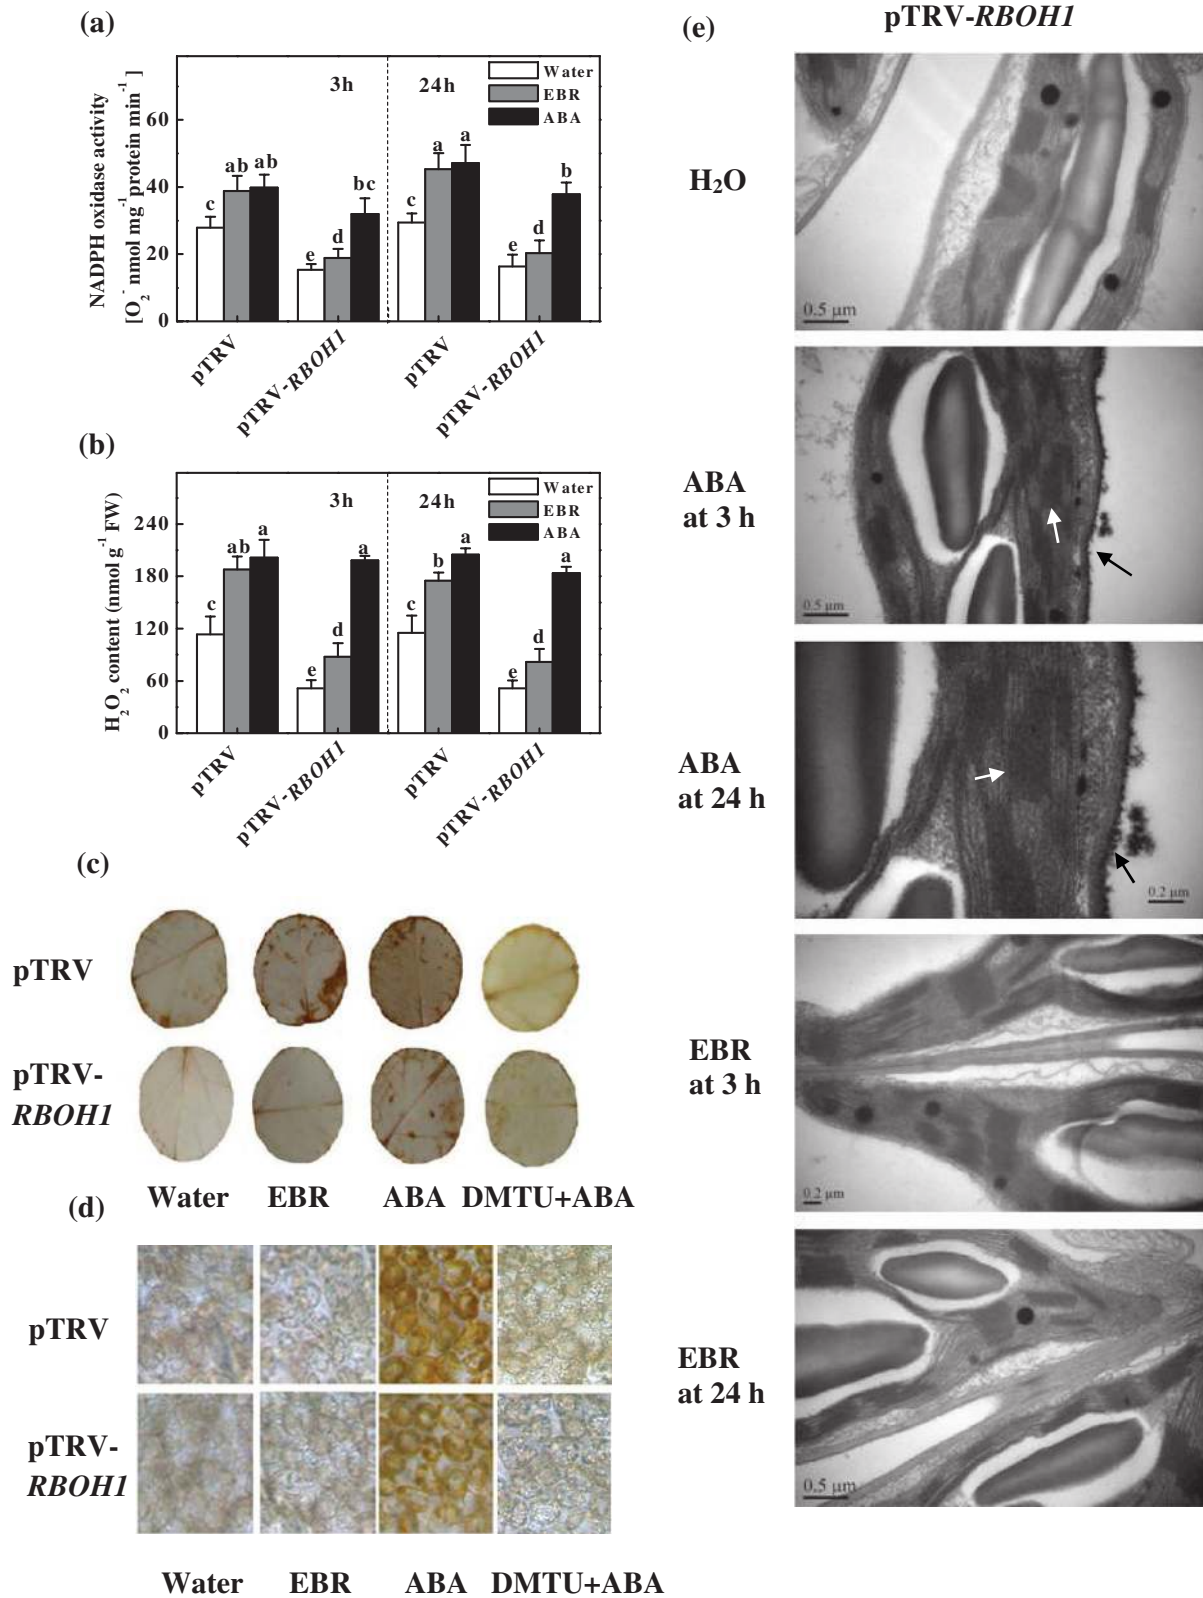 (a)
NADPH oxidase activity
[O₂⁻ nmol mg⁻¹ protein min⁻¹]
60
40
20
0
3h
24h
Water
EBR
ABA
c ab ab
e d bc
c a a
e d b
pTRV
pTRV-RBOH1
pTRV
pTRV-RBOH1
(b)
H₂O₂ content (nmol g⁻¹ FW)
240
180
120
60
0
3h
24h
Water
EBR
ABA
c ab a
e d a
c b a
e d a
pTRV
pTRV-RBOH1
pTRV
pTRV-RBOH1
(c)
pTRV
pTRV-
RBOH1
Water EBR ABA DMTU+ABA
(d)
pTRV
pTRV-
RBOH1
Water EBR ABA DMTU+ABA
(e)
pTRV-RBOH1
H₂O
0.5 μm
ABA
at 3 h
0.5 μm
ABA
at 24 h
0.2 μm
EBR
at 3 h
0.2 μm
EBR
at 24 h
0.5 μm